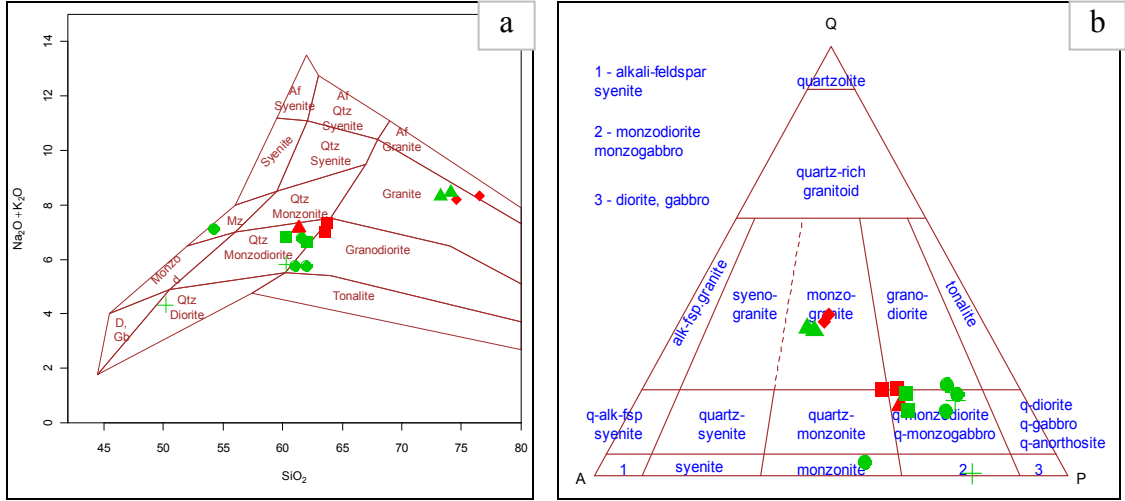 a
14
12
10
8
6
4
2
0
Na₂O+K₂O
45
50
55
60
65
70
75
80
SiO₂
Af
Syenite
Af
Qtz
Syenite
Af
Granite
Syenite
Qtz
Syenite
Granite
Mz
Qtz
Monzonite
Monzo
d
Qtz
Monzodiorite
Granodiorite
Qtz
Diorite
Tonalite
D,
Gb
b
Q
1 - alkali-feldspar
syenite
2 - monzodiorite
monzogabbro
3 - diorite, gabbro
quartzolite
quartz-rich
granitoid
alk-fsp.granite
syeno-
granite
monzo-
granite
grano-
diorite
tonalite
q-alk-fsp
syenite
quartz-
syenite
quartz-
monzonite
q-monzodiorite
q-monzogabbro
q-diorite
q-gabbro
q-anorthosite
1
syenite
monzonite
2
3
A
P